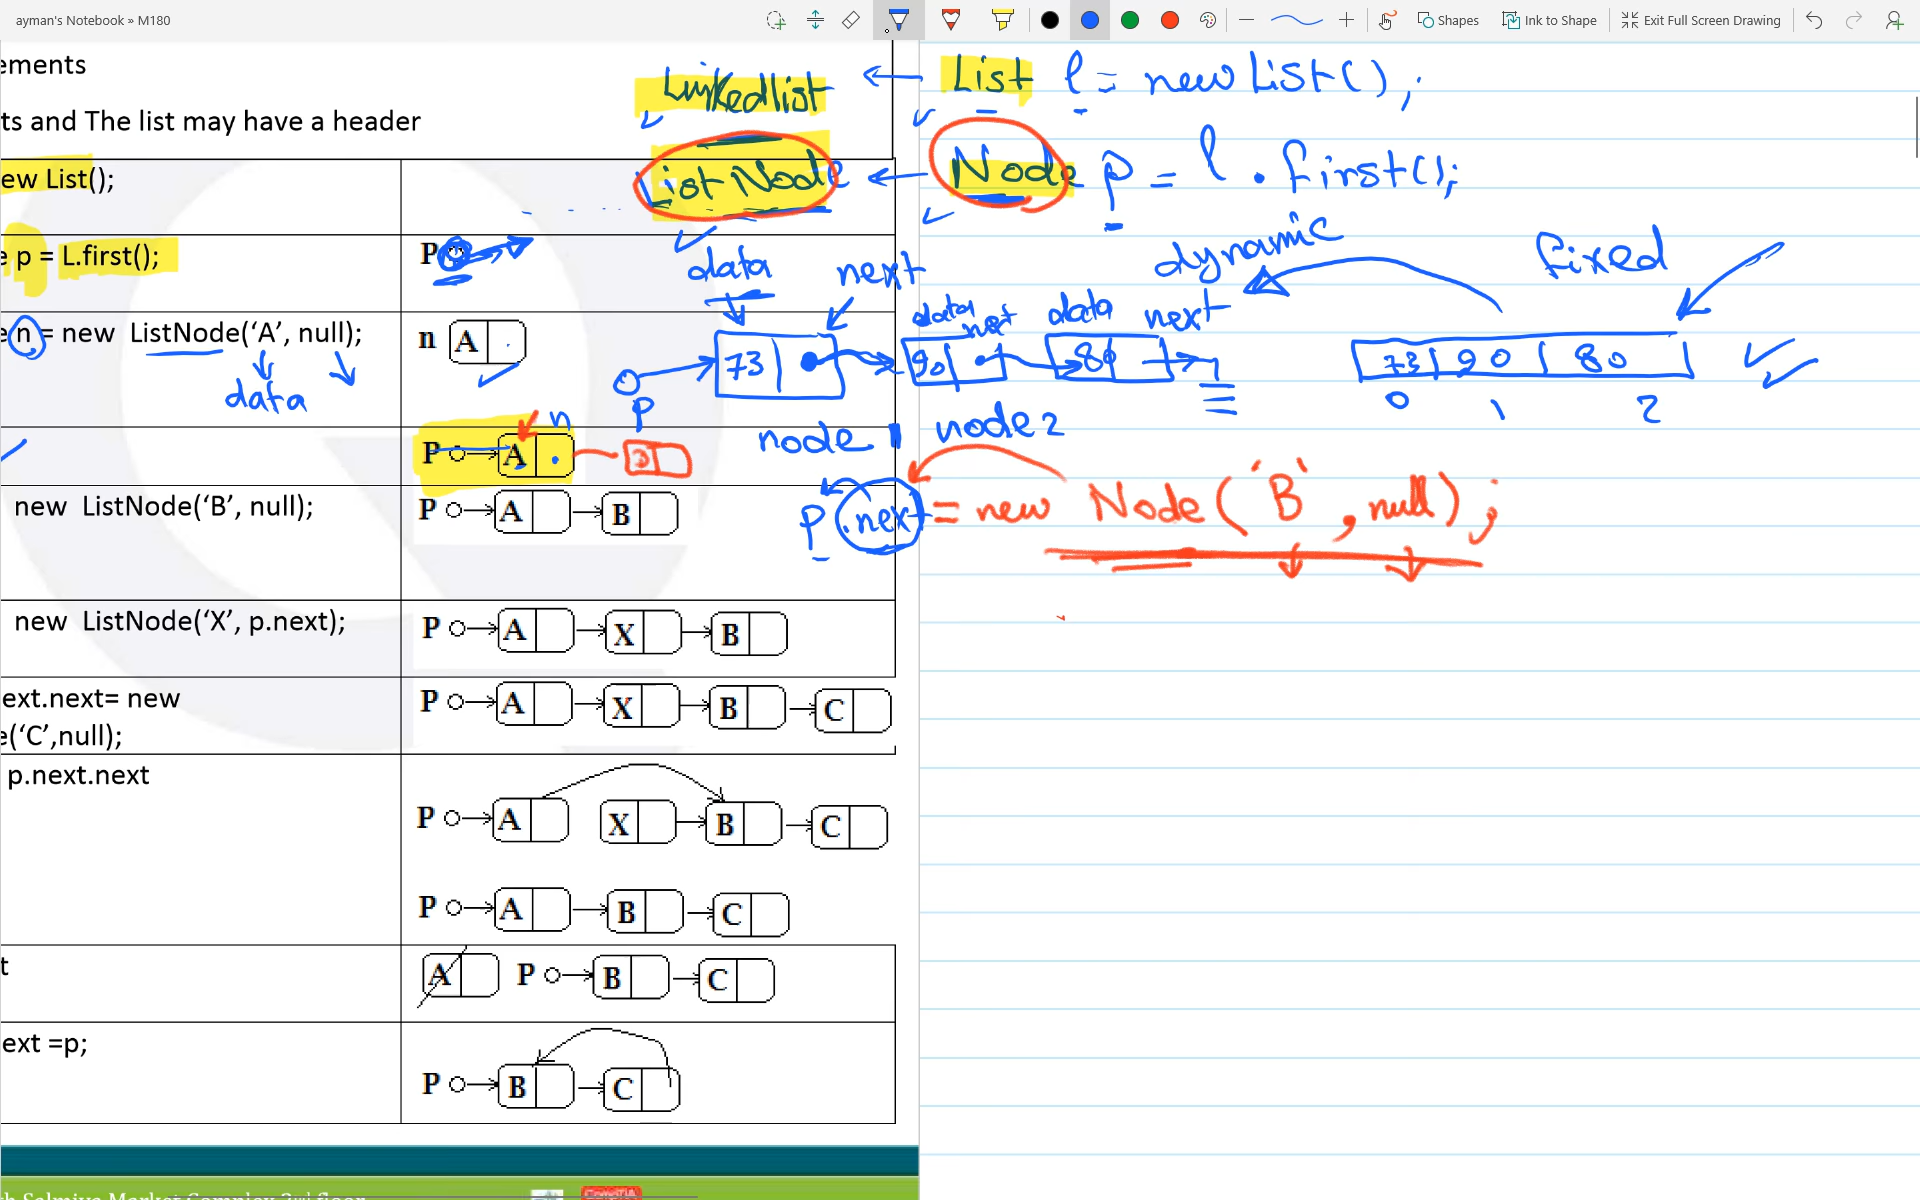 ayman's Notebook » M180
Shapes Ink to Shape Exit Full Screen Drawing
ements
ts and The list may have a header
Linkedlist ← List l = new List();
ew List();
ListNode ← Node p = l.first();
e p = L.first();
P
data next
dynamic fixed
data next data next
e n = new ListNode('A', null);
n A
data
73 90 80
p
73 90 80
0 1 2
n
P A
node 1 node 2
new ListNode('B', null);
P A B
p.next = new Node('B', null);
new ListNode('X', p.next);
P A X B
ext.next= new
e('C',null);
P A X B C
p.next.next
P A X B C
P A B C
t
A P B C
ext =p;
P B C